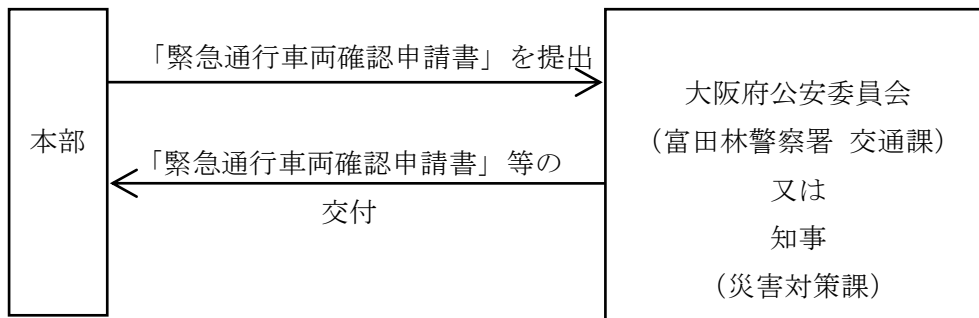 「緊急通行車両確認申請書」を提出
本部
「緊急通行車両確認申請書」等の
交付
大阪府公安委員会
（富田林警察署 交通課）
又は
知事
（災害対策課）